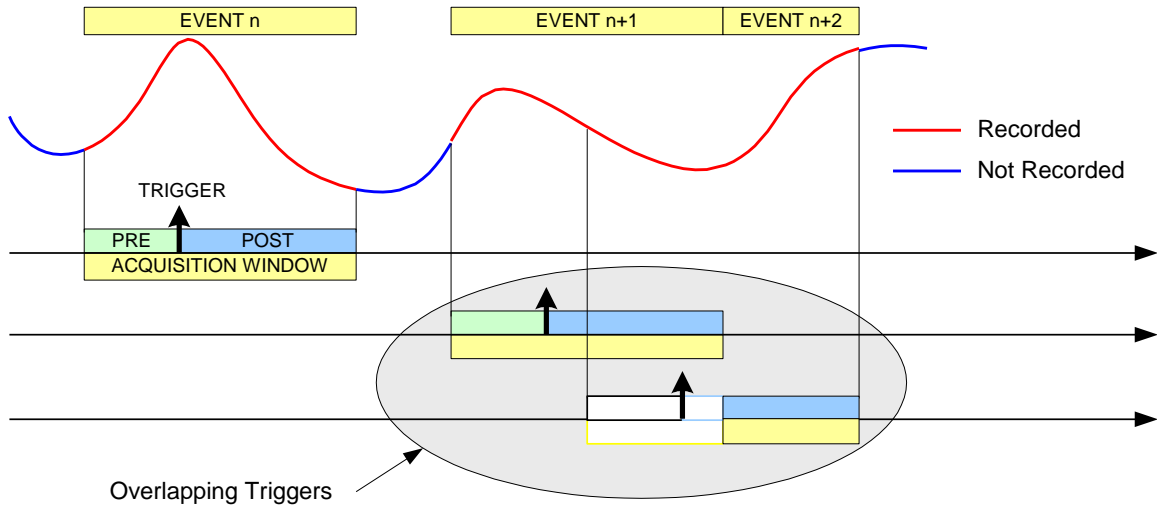 EVENT n
EVENT n+1
EVENT n+2
Recorded
Not Recorded
TRIGGER
PRE
POST
ACQUISITION WINDOW
Overlapping Triggers